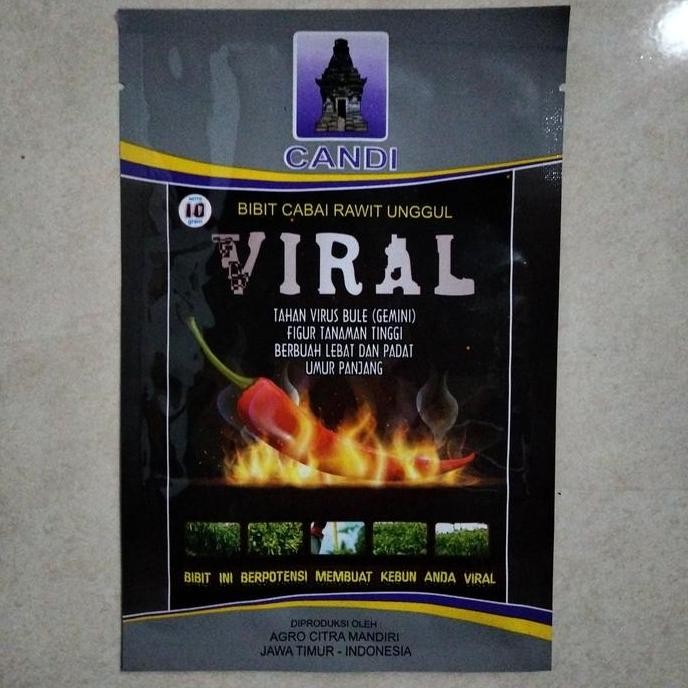 CANDI
netto
10
gram
BIBIT CABAI RAWIT UNGGUL
VIRAL
TAHAN VIRUS BULE (GEMINI)
FIGUR TANAMAN TINGGI
BERBUAH LEBAT DAN PADAT
UMUR PANJANG
BIBIT INI BERPOTENSI MEMBUAT KEBUN ANDA VIRAL
DIPRODUKSI OLEH :
AGRO CITRA MANDIRI
JAWA TIMUR - INDONESIA